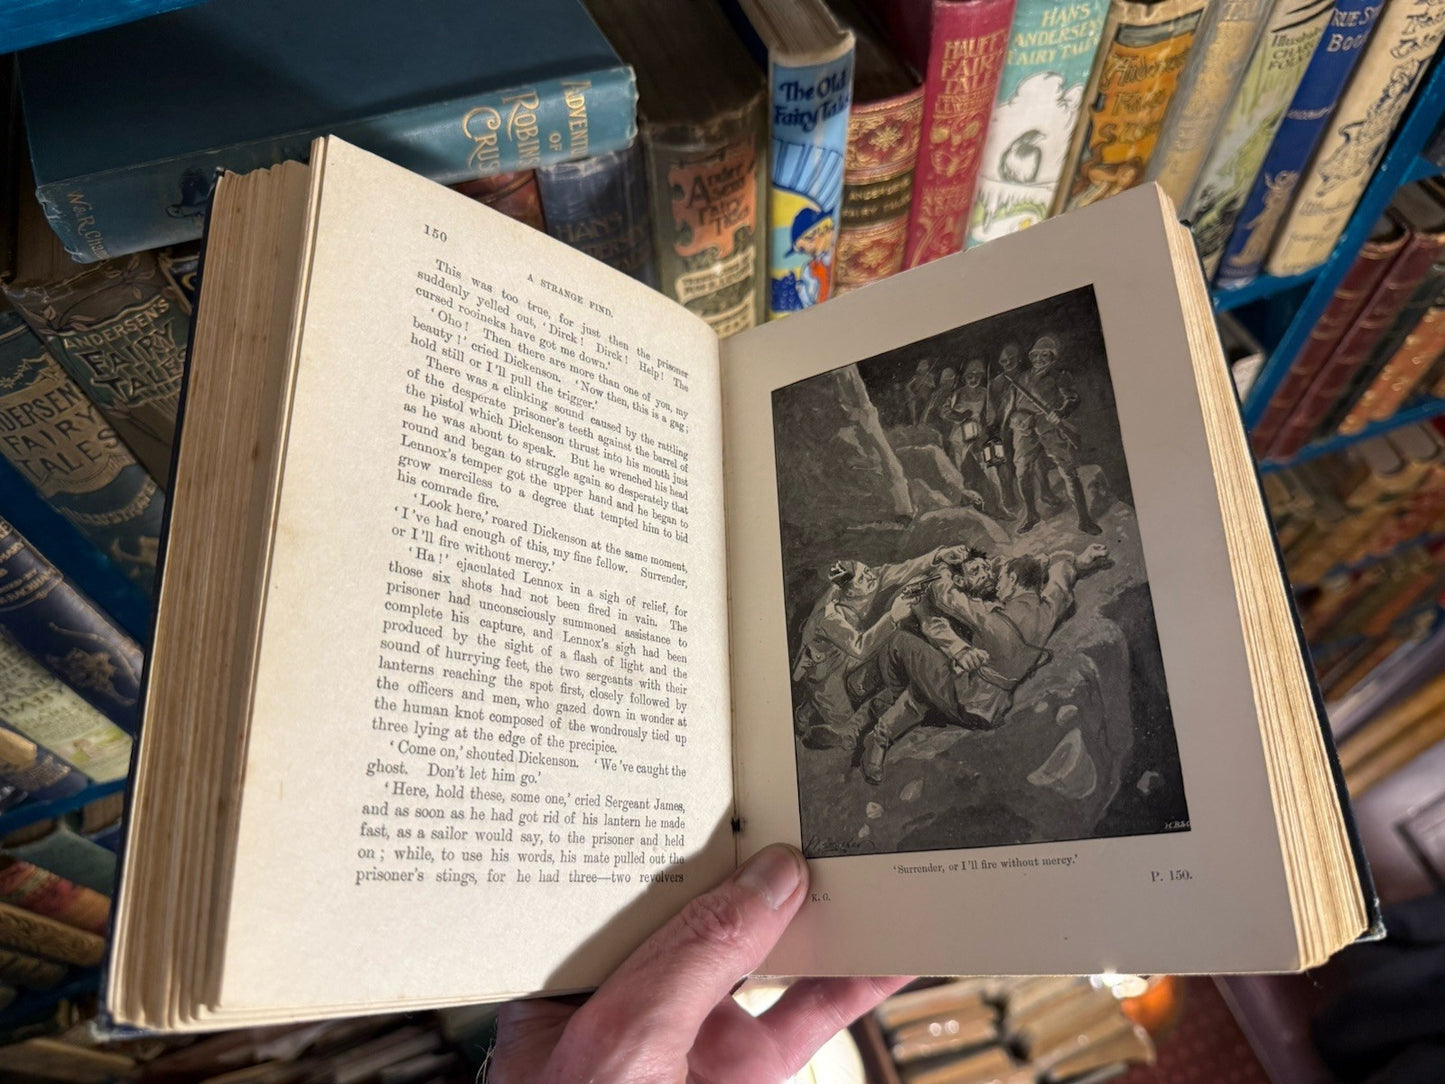 ADVENT
OF
ROBINS
CRUS
W & R Cha
The Old
Fairy Tale
HAUFF'S
FAIRY
TALES
HANS
ANDERSEN'S
FAIRY TALES
ANDERSEN'S
FAIRY
TALES
ANDERSEN
FAIRY
TALES
HANS
150
A STRANGE FIND.
This was too true, for just then the prisoner
suddenly yelled out, 'Dirck! Dirck! Help! The
cursed rooineks have got me down.'
'Oho! Then there are more than one of you, my
beauty!' cried Dickenson. 'Now then, this is a gag;
hold still or I'll pull the trigger.'
There was a clinking sound caused by the rattling
of the desperate prisoner's teeth against the barrel of
the pistol which Dickenson thrust into his mouth just
as he was about to speak. But he wrenched his head
round and began to struggle again so desperately that
Lennox's temper got the upper hand and he began to
grow merciless to a degree that tempted him to bid
his comrade fire.
'Look here,' roared Dickenson at the same moment,
'I've had enough of this, my fine fellow. Surrender,
or I'll fire without mercy.'
'Ha!' ejaculated Lennox in a sigh of relief, for
those six shots had not been fired in vain. The
prisoner had unconsciously summoned assistance to
complete his capture, and Lennox's sigh had been
produced by the sight of a flash of light and the
sound of hurrying feet, the two sergeants with their
lanterns reaching the spot first, closely followed by
the officers and men, who gazed down in wonder at
the human knot composed of the wondrously tied up
three lying at the edge of the precipice.
'Come on,' shouted Dickenson. 'We've caught the
ghost. Don't let him go.'
'Here, hold these, some one,' cried Sergeant James,
and as soon as he had got rid of his lantern he made
fast, as a sailor would say, to the prisoner and held
on; while, to use his words, his mate pulled out the
prisoner's stings, for he had three—two revolvers
'Surrender, or I'll fire without mercy.'
K. G.
P. 150.